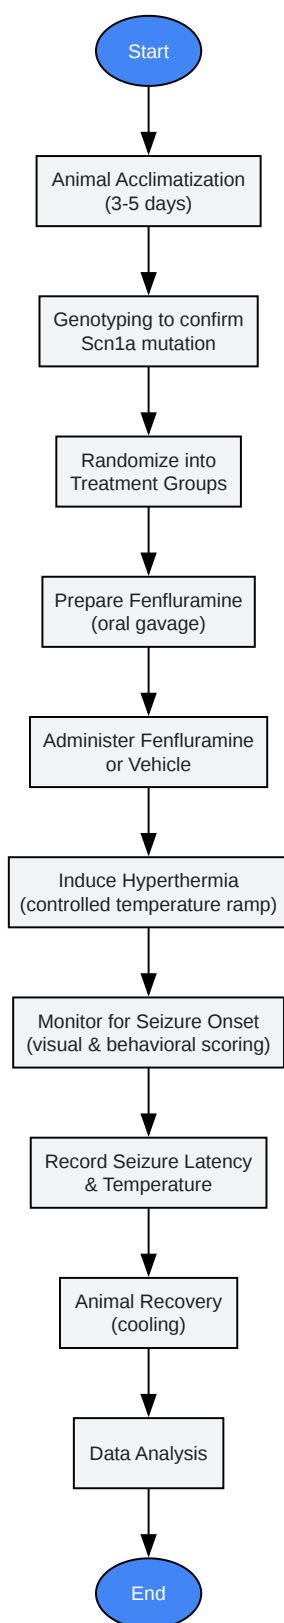 Start
Animal Acclimatization
(3-5 days)
Genotyping to confirm
Scn1a mutation
Randomize into
Treatment Groups
Prepare Fenfluramine
(oral gavage)
Administer Fenfluramine
or Vehicle
Induce Hyperthermia
(controlled temperature ramp)
Monitor for Seizure Onset
(visual & behavioral scoring)
Record Seizure Latency
& Temperature
Animal Recovery
(cooling)
Data Analysis
End